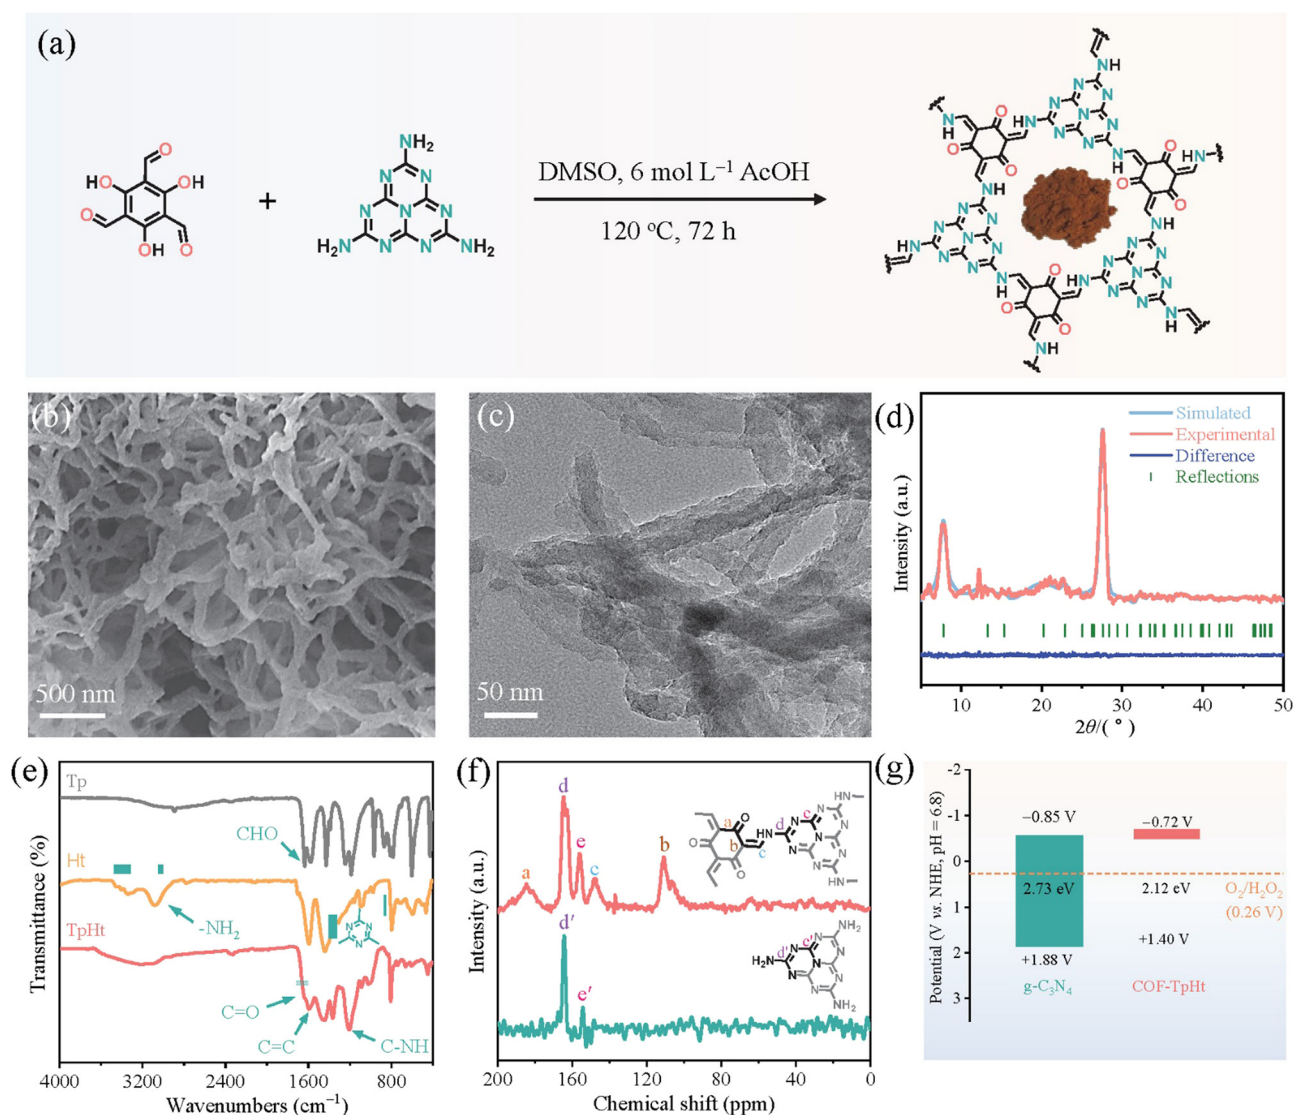 (a)
O
OH
HO
O
OH
O
+
NH₂
N N
N N N
N N N
H₂N N N NH₂
DMSO, 6 mol L⁻¹ AcOH
120 °C, 72 h
(b)
500 nm
(c)
50 nm
(d)
Simulated
Experimental
Difference
Reflections
Intensity (a.u.)
10 20 30 40 50
2θ/(°)
(e)
Tp
CHO
Ht
-NH₂
TpHt
C=O
C=C
C-NH
Transmittance (%)
4000 3200 2400 1600 800
Wavenumbers (cm⁻¹)
(f)
d
a
e
c
b
d'
e'
Intensity (a.u.)
200 160 120 80 40 0
Chemical shift (ppm)
(g)
Potential (V vs. NHE, pH = 6.8)
-2
-1
0
1
2
3
−0.85 V
−0.72 V
2.73 eV
2.12 eV
O₂/H₂O₂
(0.26 V)
+1.40 V
+1.88 V
g-C₃N₄
COF-TpHt